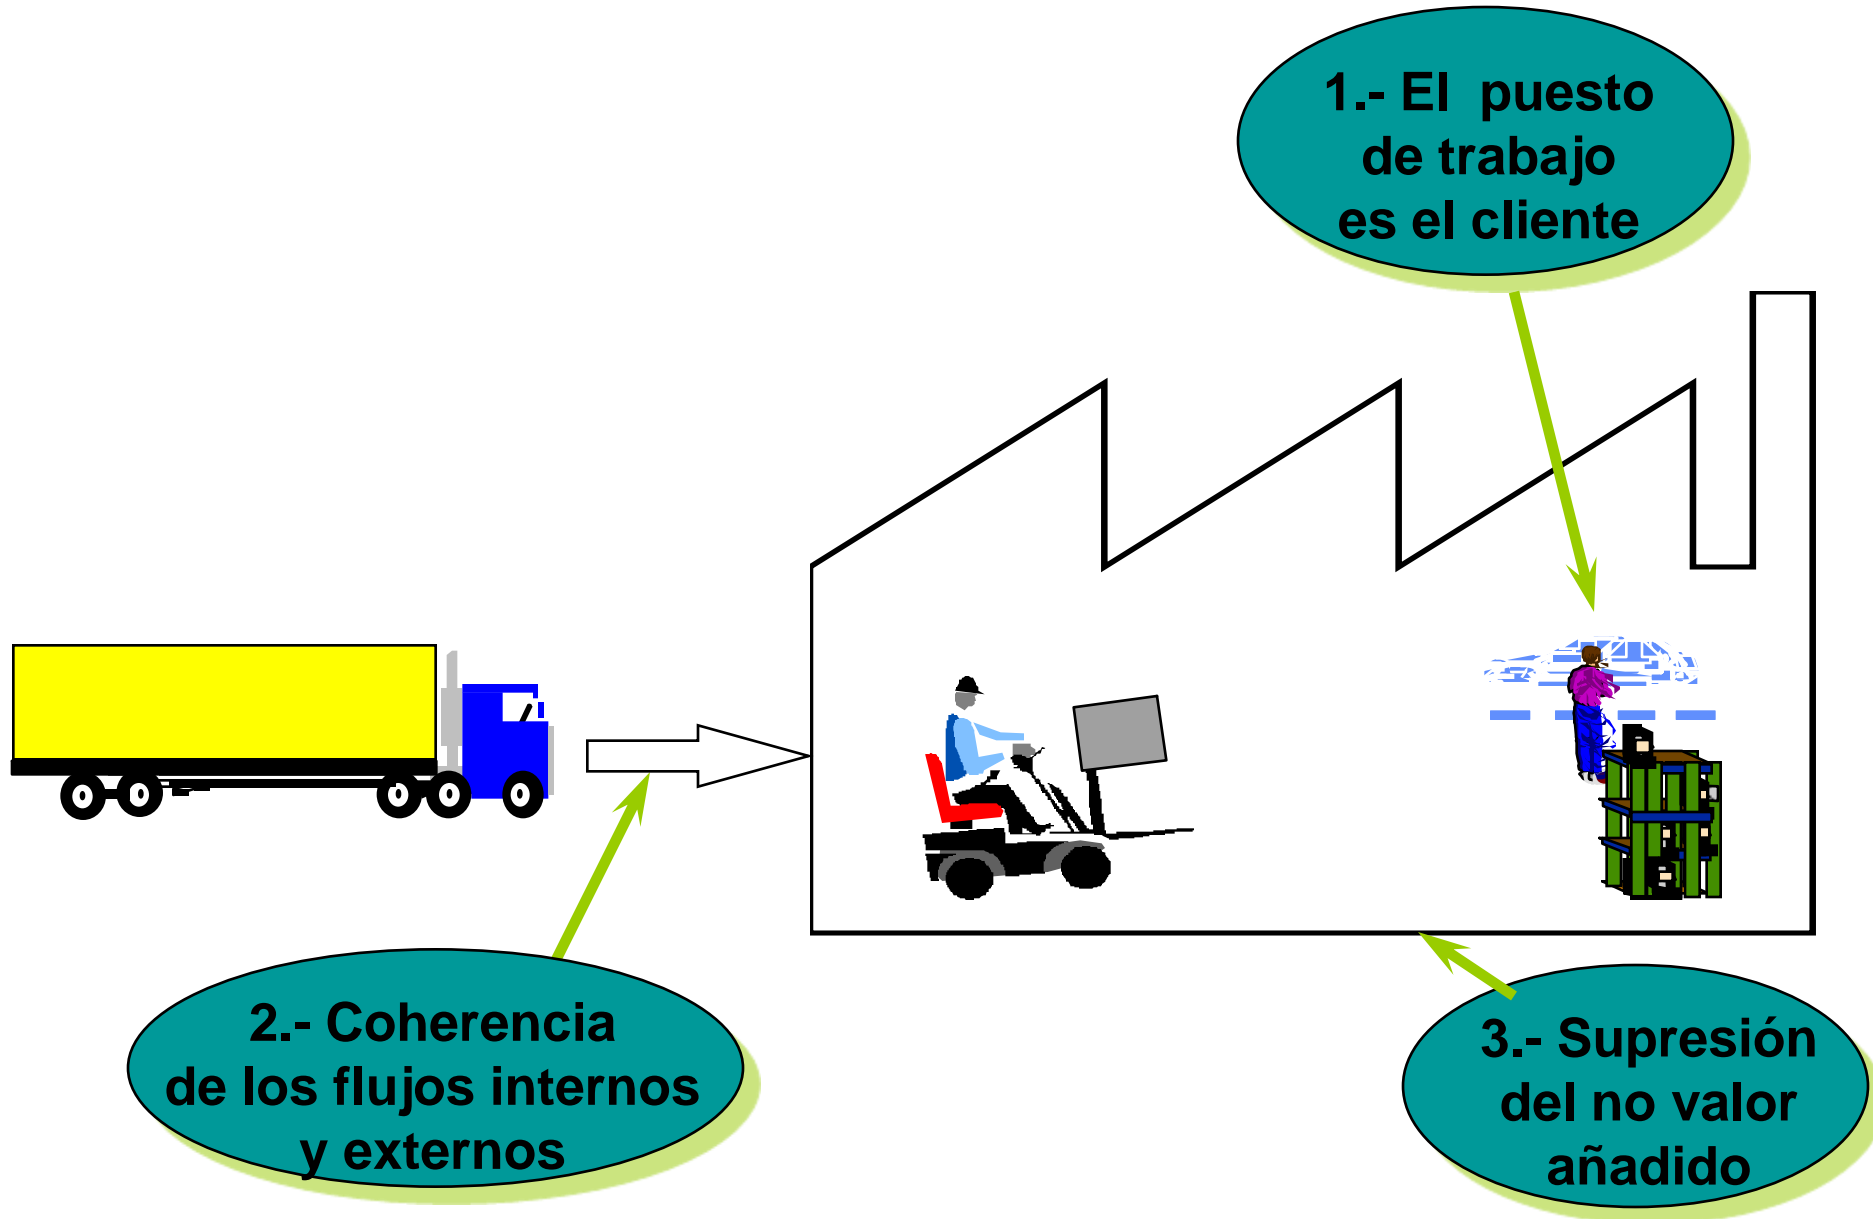 1.- El puesto
de trabajo
es el cliente
2.- Coherencia
de los flujos internos
y externos
3.- Supresión
del no valor
añadido